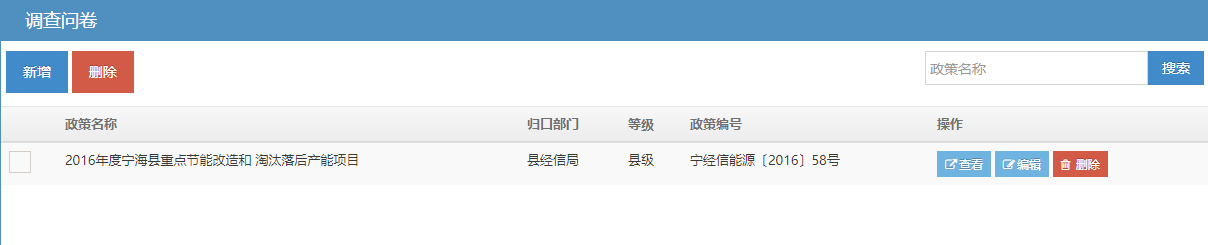 调查问卷
新增 删除 政策名称 搜索
政策名称 归口部门 等级 政策编号 操作
2016年度宁海县重点节能改造和 淘汰落后产能项目 县经信局 县级 宁经信能源〔2016〕58号 查看 编辑 删除